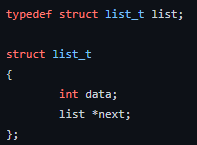 typedef struct list_t list;
struct list_t
{
        int data;
        list *next;
};